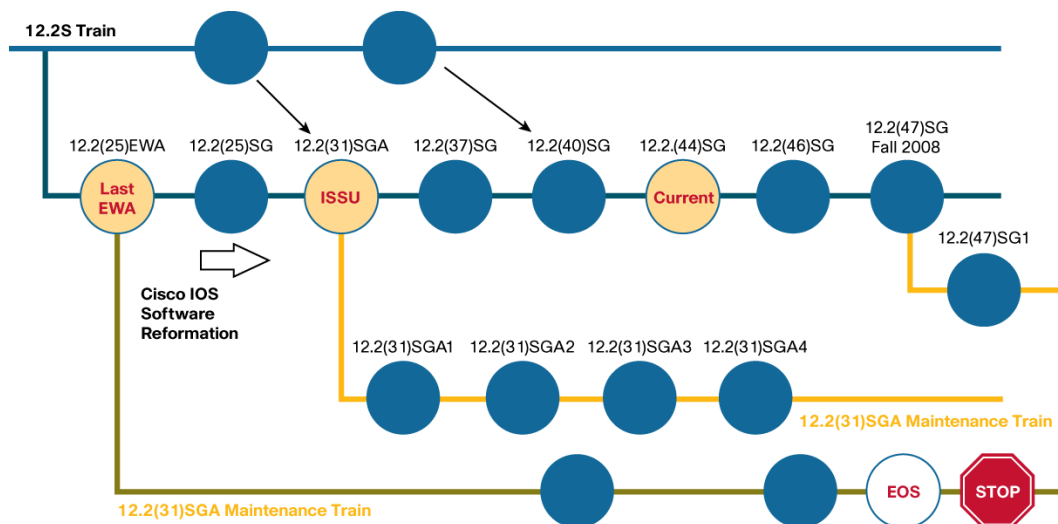 12.2S Train
12.2(25)EWA
12.2(25)SG
12.2(31)SGA
12.2(37)SG
12.2(40)SG
12.2.(44)SG
12.2(46)SG
12.2(47)SG
Fall 2008
Last
EWA
ISSU
Current
12.2(47)SG1
Cisco IOS
Software
Reformation
12.2(31)SGA1
12.2(31)SGA2
12.2(31)SGA3
12.2(31)SGA4
12.2(31)SGA Maintenance Train
EOS
STOP
12.2(31)SGA Maintenance Train